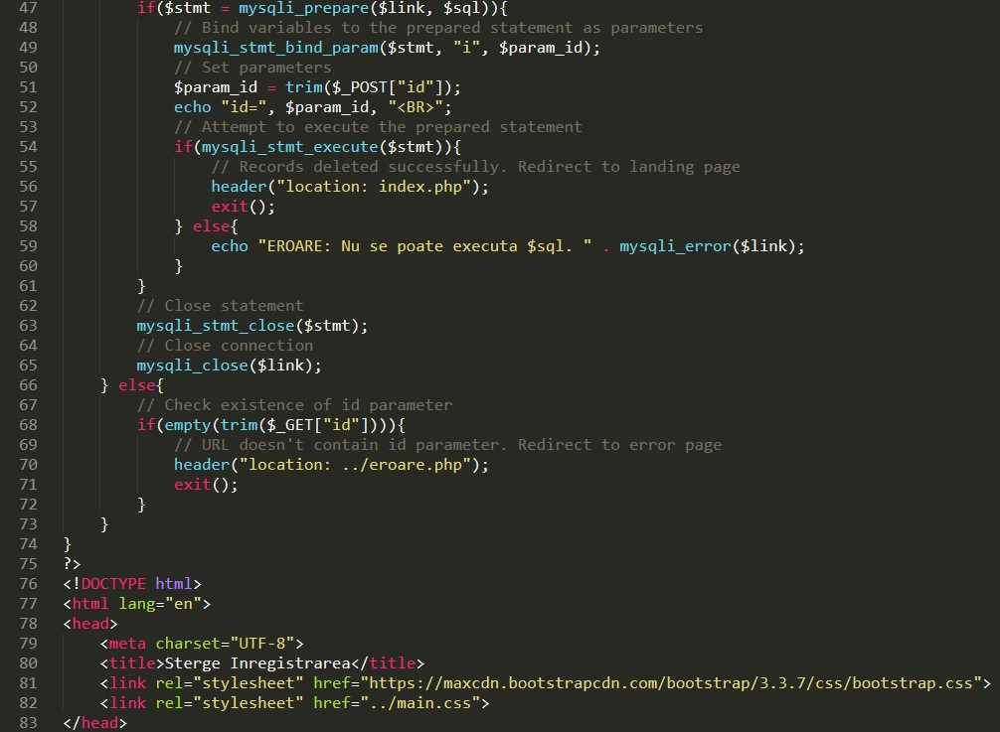 47 if($stmt = mysqli_prepare($link, $sql)){
48 // Bind variables to the prepared statement as parameters
49 mysqli_stmt_bind_param($stmt, "i", $param_id);
50 // Set parameters
51 $param_id = trim($_POST["id"]);
52 echo "id=", $param_id, "<BR>";
53 // Attempt to execute the prepared statement
54 if(mysqli_stmt_execute($stmt)){
55 // Records deleted successfully. Redirect to landing page
56 header("location: index.php");
57 exit();
58 } else{
59 echo "EROARE: Nu se poate executa $sql. " . mysqli_error($link);
60 }
61 }
62 // Close statement
63 mysqli_stmt_close($stmt);
64 // Close connection
65 mysqli_close($link);
66 } else{
67 // Check existence of id parameter
68 if(empty(trim($_GET["id"]))){
69 // URL doesn't contain id parameter. Redirect to error page
70 header("location: ../eroare.php");
71 exit();
72 }
73 }
74 }
75 ?>
76 <!DOCTYPE html>
77 <html lang="en">
78 <head>
79 <meta charset="UTF-8">
80 <title>Sterge Inregistrarea</title>
81 <link rel="stylesheet" href="https://maxcdn.bootstrapcdn.com/bootstrap/3.3.7/css/bootstrap.css">
82 <link rel="stylesheet" href="../main.css">
83 </head>